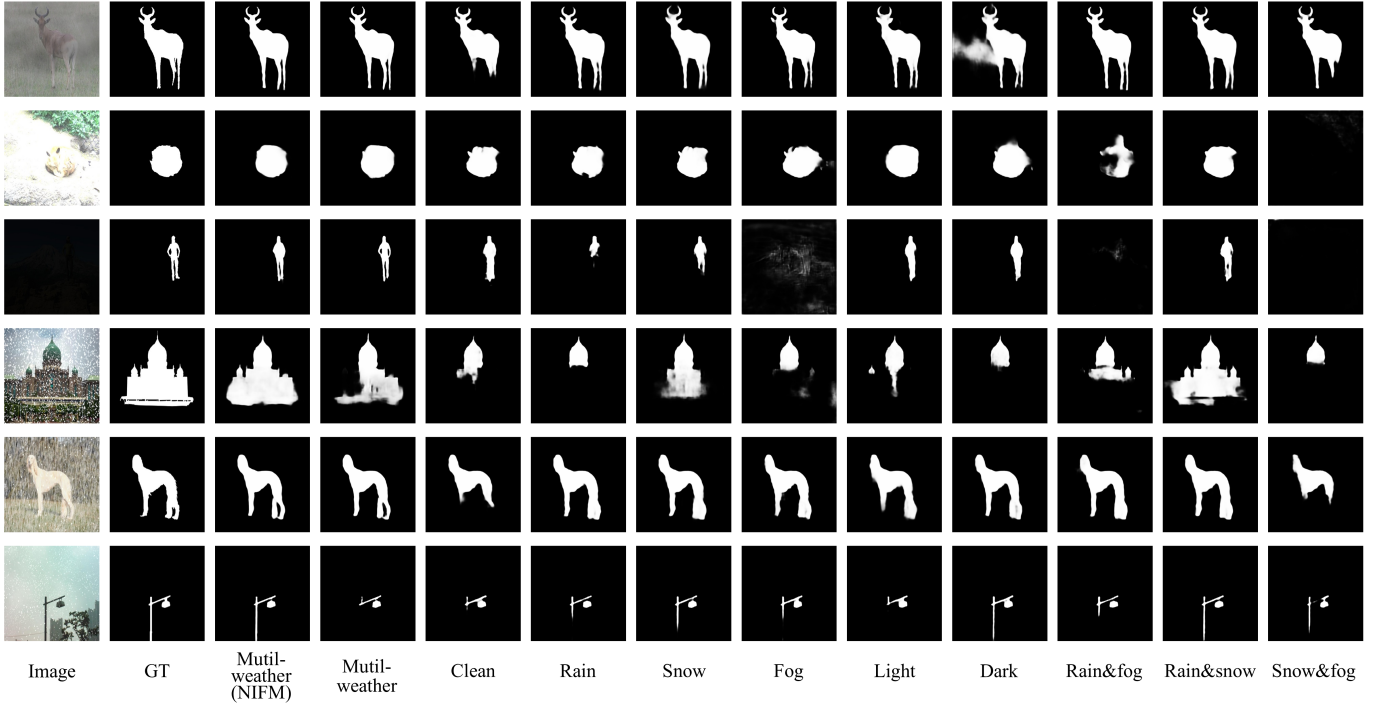 Image
GT
Mutil-
weather
(NIFM)
Mutil-
weather
Clean
Rain
Snow
Fog
Light
Dark
Rain&fog
Rain&snow
Snow&fog